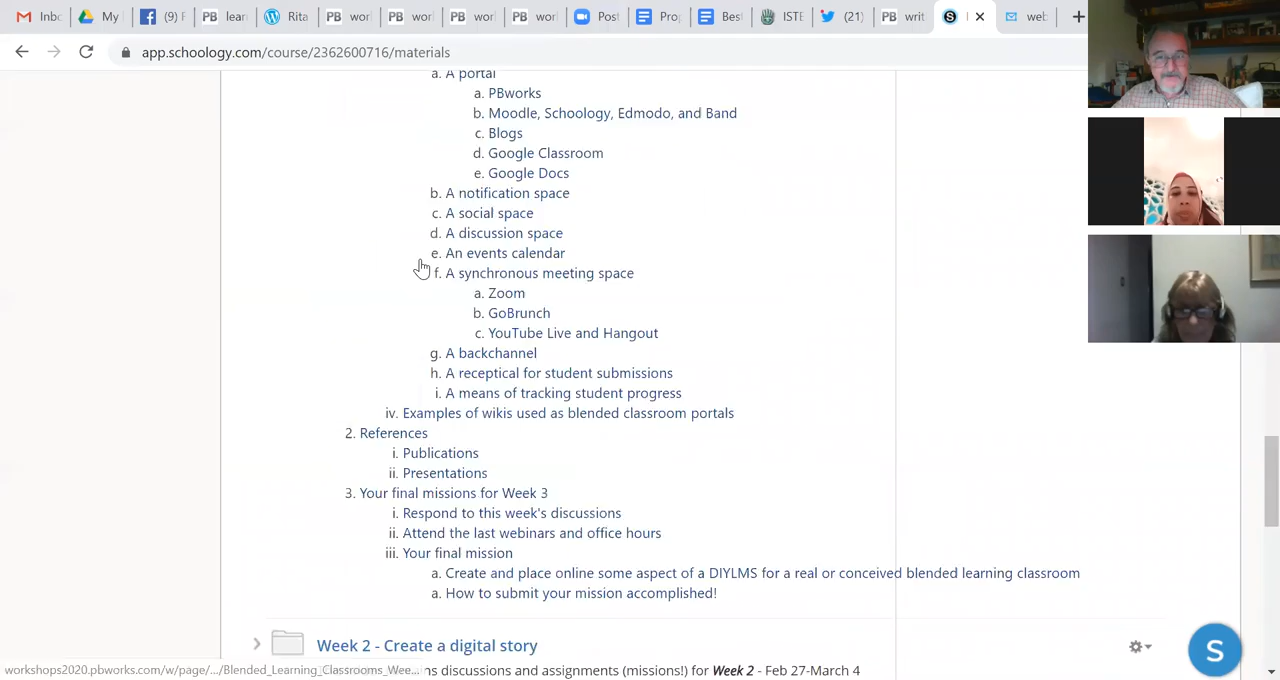 Inb
My
(9) F
PB lear
Rita
PB wor
PB wor
PB wor
PB wor
Post
Pro
Best
ISTE
(21)
PB writ
web
app.schoology.com/course/2362600716/materials
a. A portal
a. PBworks
b. Moodle, Schoology, Edmodo, and Band
c. Blogs
d. Google Classroom
e. Google Docs
b. A notification space
c. A social space
d. A discussion space
e. An events calendar
f. A synchronous meeting space
a. Zoom
b. GoBrunch
c. YouTube Live and Hangout
g. A backchannel
h. A receptical for student submissions
i. A means of tracking student progress
iv. Examples of wikis used as blended classroom portals
2. References
i. Publications
ii. Presentations
3. Your final missions for Week 3
i. Respond to this week's discussions
ii. Attend the last webinars and office hours
iii. Your final mission
a. Create and place online some aspect of a DIYLMS for a real or conceived blended learning classroom
a. How to submit your mission accomplished!
Week 2 - Create a digital story
workshops2020.pbworks.com/w/page/.../Blended_Learning_Classrooms_Wee...
ns discussions and assignments (missions!) for Week 2 - Feb 27-March 4
S